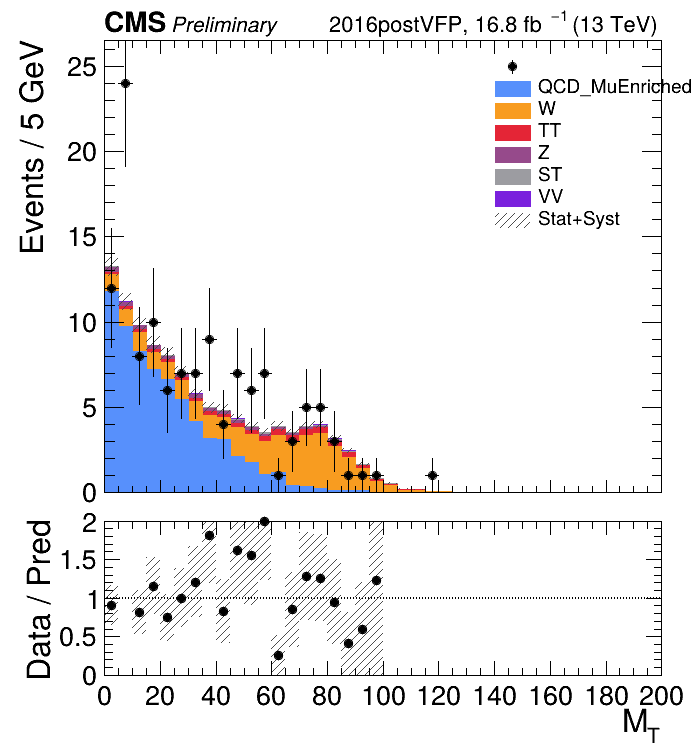 CMS Preliminary 2016postVFP, 16.8 fb ⁻¹ (13 TeV)
Events / 5 GeV
25
20
15
10
5
0
QCD_MuEnriched
W
TT
Z
ST
VV
Stat+Syst
Data / Pred
2
1.5
1
0.5
0
0 20 40 60 80 100 120 140 160 180 200
M_T